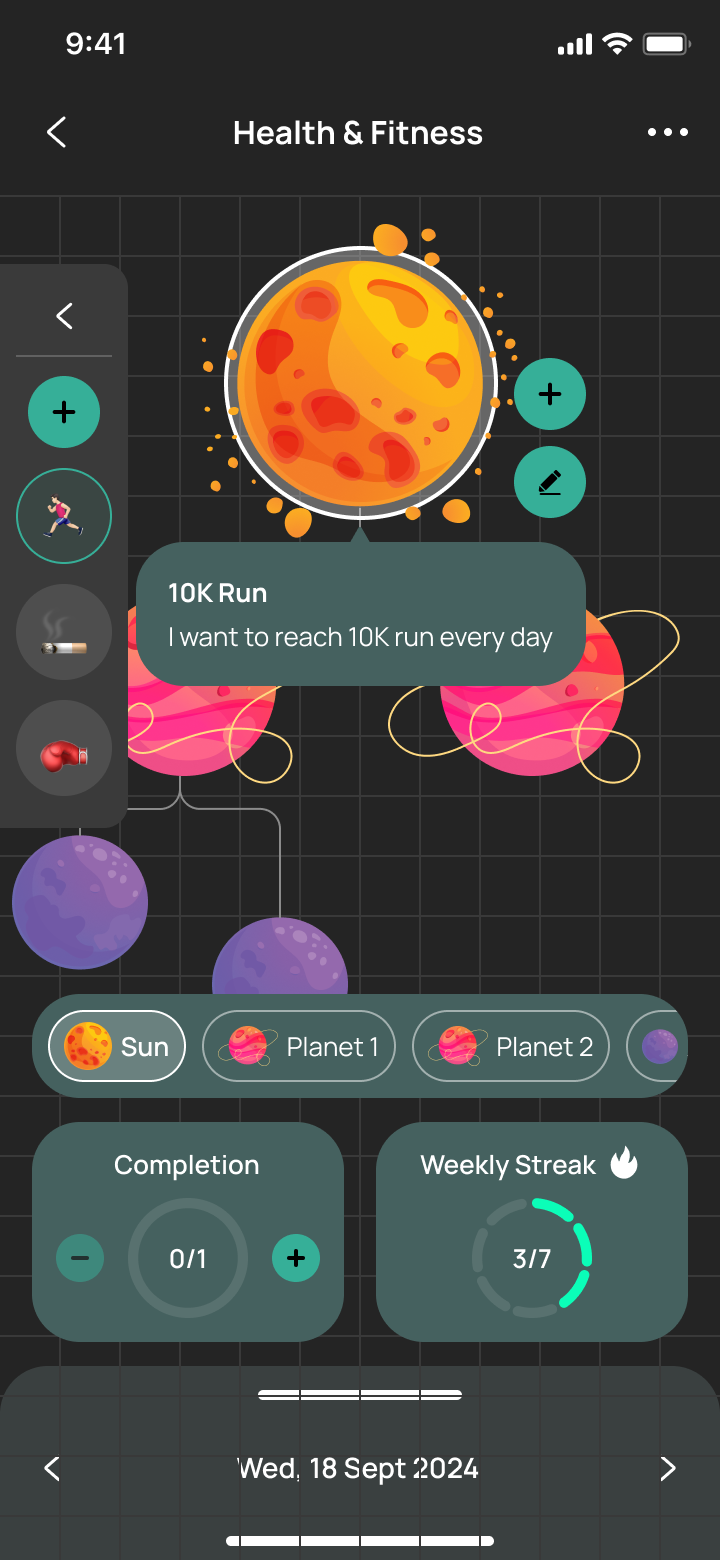 9:41
Health & Fitness
10K Run
I want to reach 10K run every day
Sun
Planet 1
Planet 2
Completion
Weekly Streak
0/1
3/7
Wed, 18 Sept 2024